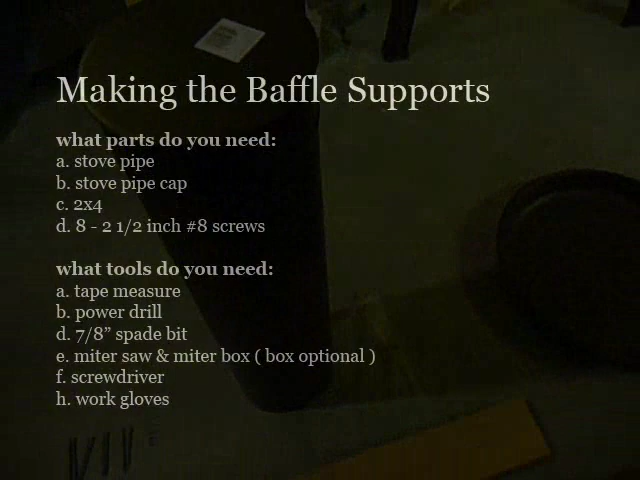 Making the Baffle Supports
what parts do you need:
a. stove pipe
b. stove pipe cap
c. 2x4
d. 8 - 2 1/2 inch #8 screws
what tools do you need:
a. tape measure
b. power drill
d. 7/8” spade bit
e. miter saw & miter box ( box optional )
f. screwdriver
h. work gloves